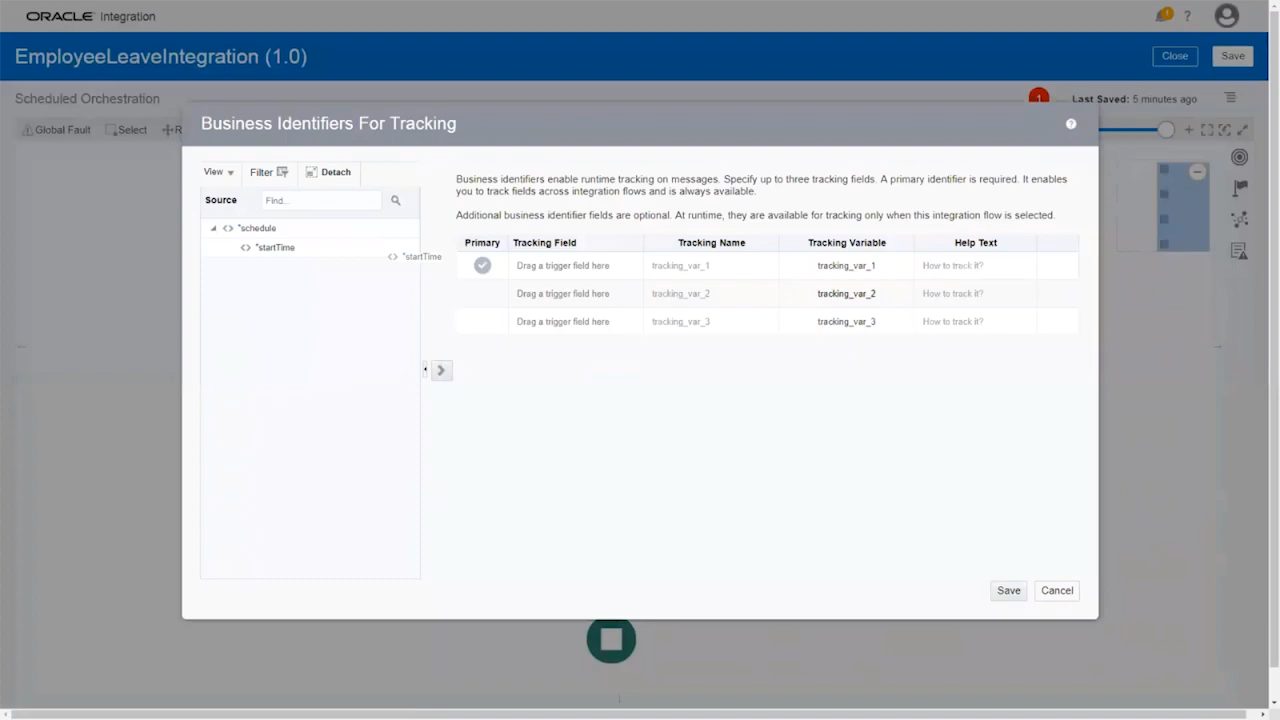 ORACLE Integration
!
?
EmployeeLeaveIntegration (1.0)
Close
Save
Scheduled Orchestration
1
Last Saved: 5 minutes ago
Global Fault
Select
R
Business Identifiers For Tracking
?
View
Filter
Detach
Source
Find...
*schedule
*startTime
*startTime
Business identifiers enable runtime tracking on messages. Specify up to three tracking fields. A primary identifier is required. It enables
you to track fields across integration flows and is always available.
Additional business identifier fields are optional. At runtime, they are available for tracking only when this integration flow is selected.
Primary Tracking Field Tracking Name Tracking Variable Help Text
Drag a trigger field here tracking_var_1 tracking_var_1 How to track it?
Drag a trigger field here tracking_var_2 tracking_var_2 How to track it?
Drag a trigger field here tracking_var_3 tracking_var_3 How to track it?
Save
Cancel